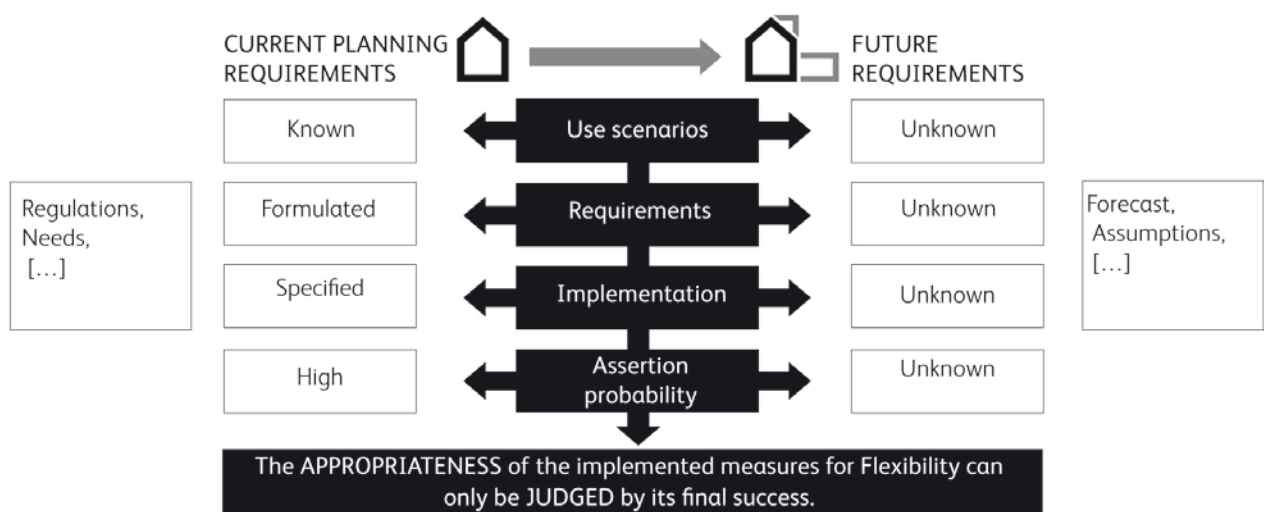 CURRENT PLANNING
REQUIREMENTS
FUTURE
REQUIREMENTS
Known
Use scenarios
Unknown
Regulations,
Needs,
[...]
Formulated
Requirements
Unknown
Forecast,
Assumptions,
[...]
Specified
Implementation
Unknown
High
Assertion
probability
Unknown
The APPROPRIATENESS of the implemented measures for Flexibility can
only be JUDGED by its final success.